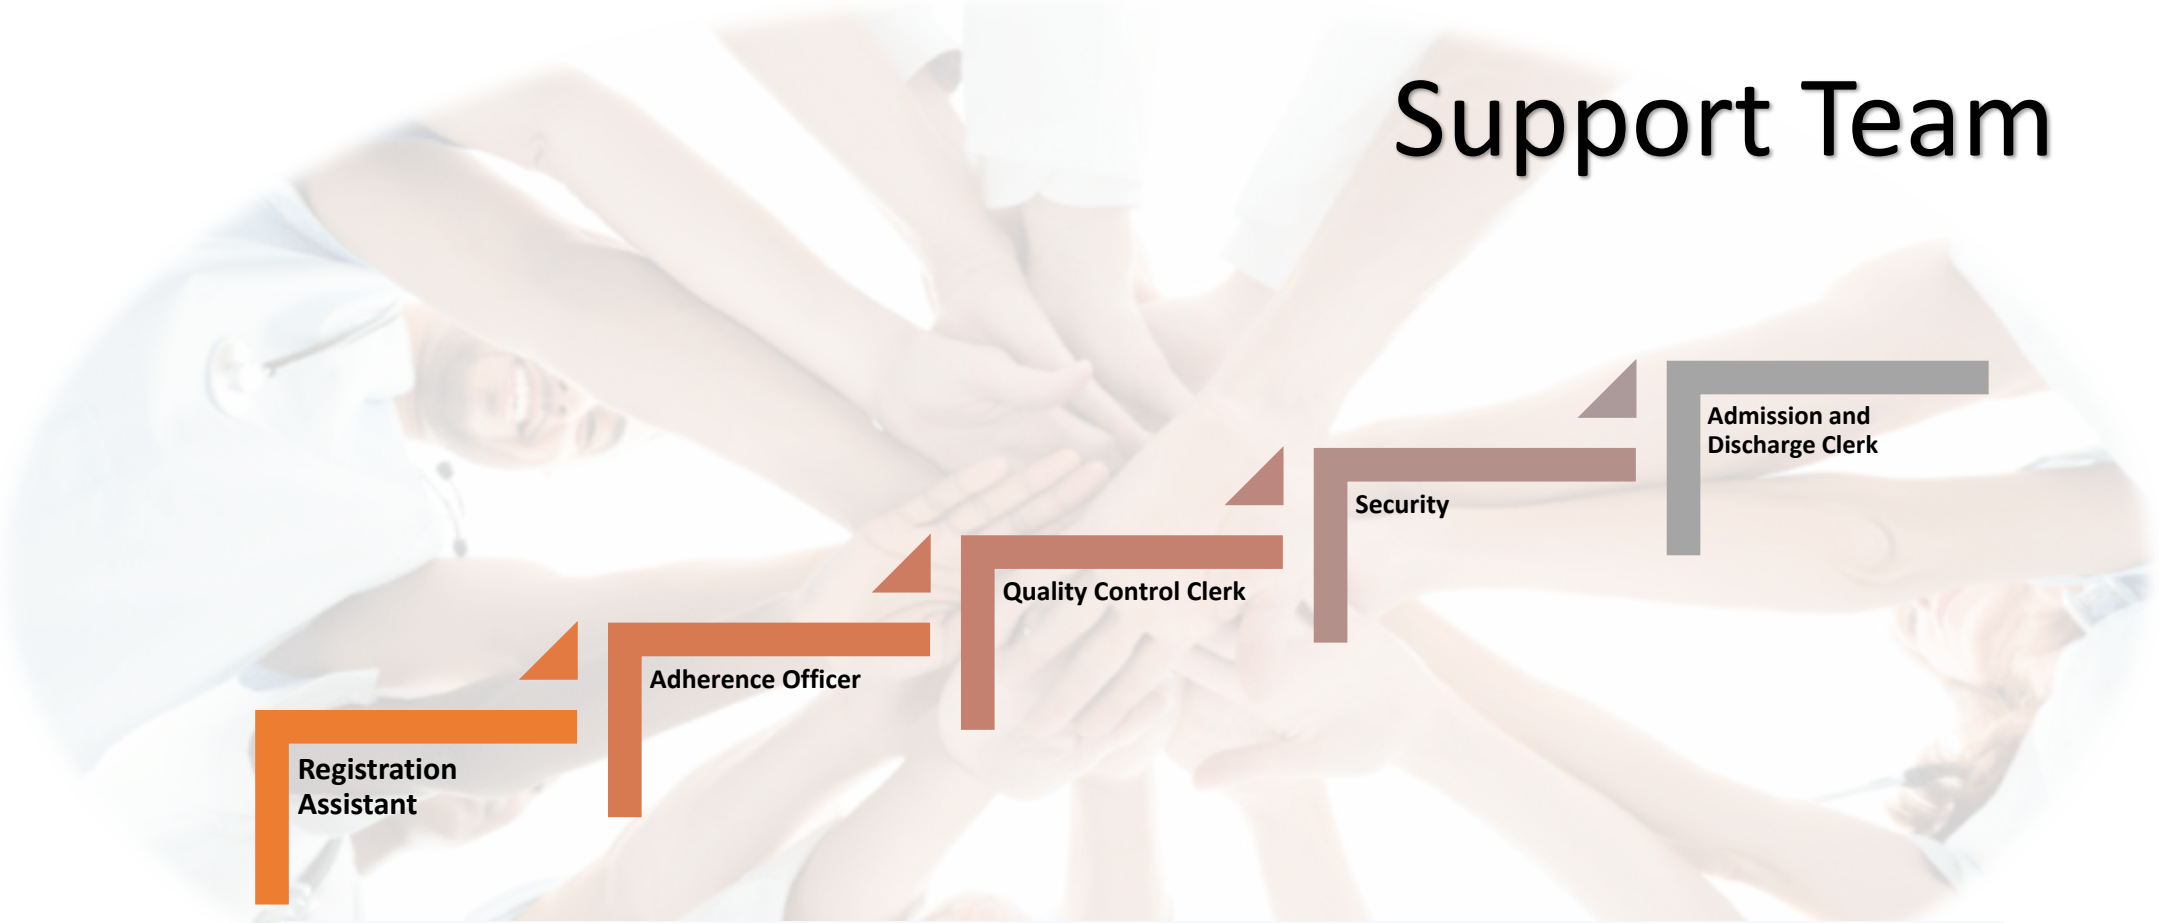 Support Team
Admission and
Discharge Clerk
Security
Quality Control Clerk
Adherence Officer
Registration
Assistant